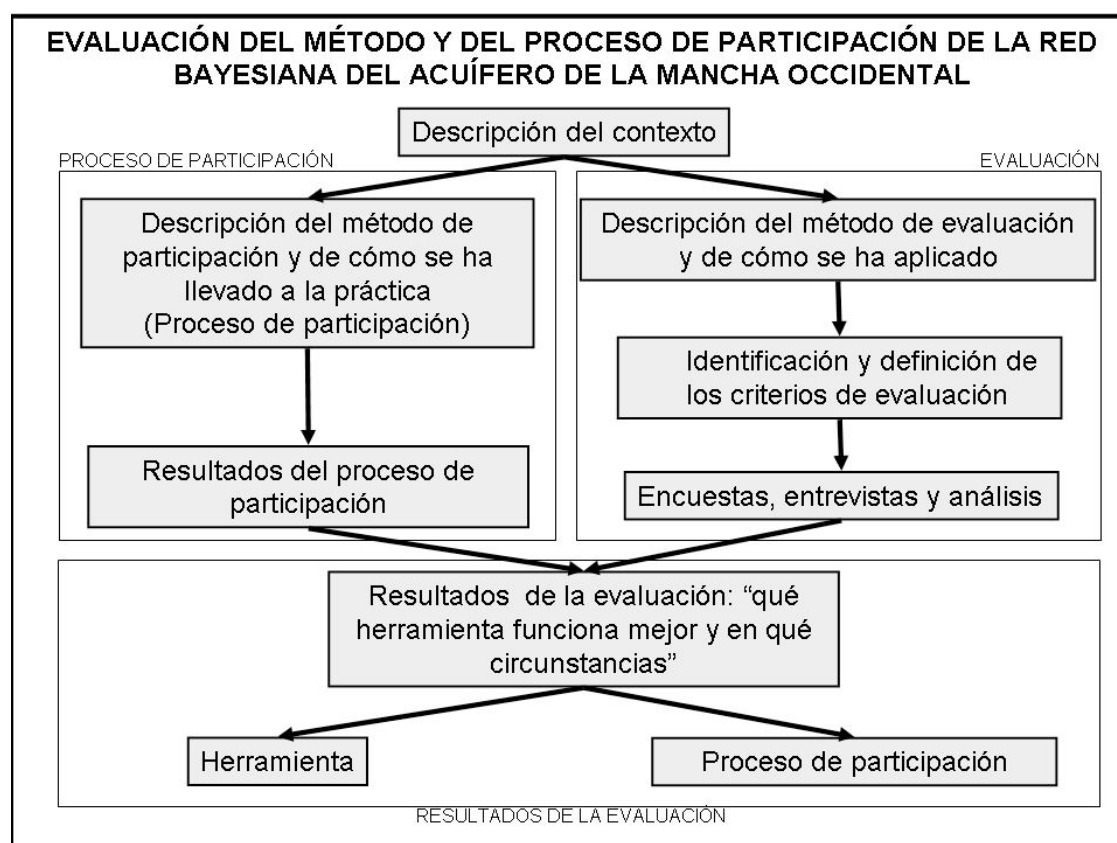 EVALUACIÓN DEL MÉTODO Y DEL PROCESO DE PARTICIPACIÓN DE LA RED
BAYESIANA DEL ACUÍFERO DE LA MANCHA OCCIDENTAL
Descripción del contexto
PROCESO DE PARTICIPACIÓN
Descripción del método de
participación y de cómo se ha
llevado a la práctica
(Proceso de participación)
Resultados del proceso de
participación
EVALUACIÓN
Descripción del método de evaluación
y de cómo se ha aplicado
Identificación y definición de
los criterios de evaluación
Encuestas, entrevistas y análisis
Resultados de la evaluación: “qué
herramienta funciona mejor y en qué
circunstancias”
Herramienta
Proceso de participación
RESULTADOS DE LA EVALUACIÓN